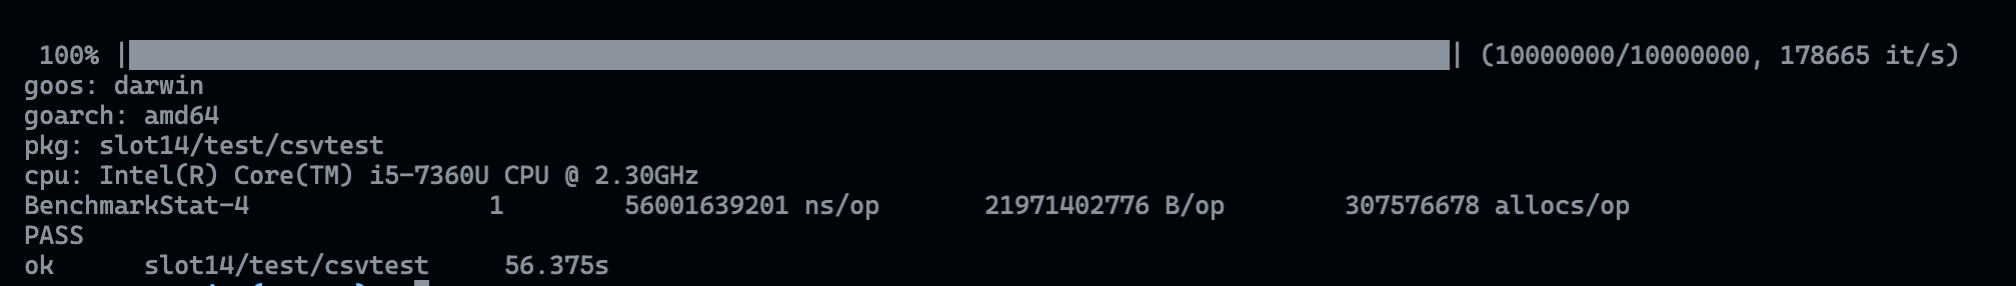 100% |████████████████████████████████████████| (10000000/10000000, 178665 it/s)
goos: darwin
goarch: amd64
pkg: slot14/test/csvtest
cpu: Intel(R) Core(TM) i5-7360U CPU @ 2.30GHz
BenchmarkStat-4 1 56001639201 ns/op 21971402776 B/op 307576678 allocs/op
PASS
ok slot14/test/csvtest 56.375s